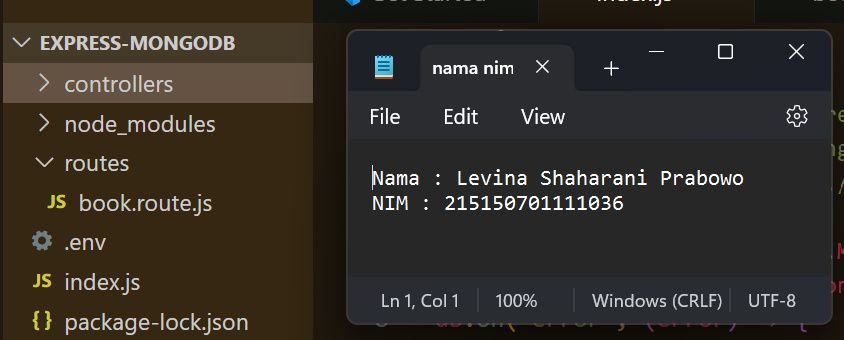 EXPRESS-MONGODB
controllers
node_modules
routes
JS book.route.js
.env
JS index.js
{} package-lock.json
nama nim
File Edit View
Nama : Levina Shaharani Prabowo
NIM : 215150701111036
Ln 1, Col 1 100% Windows (CRLF) UTF-8